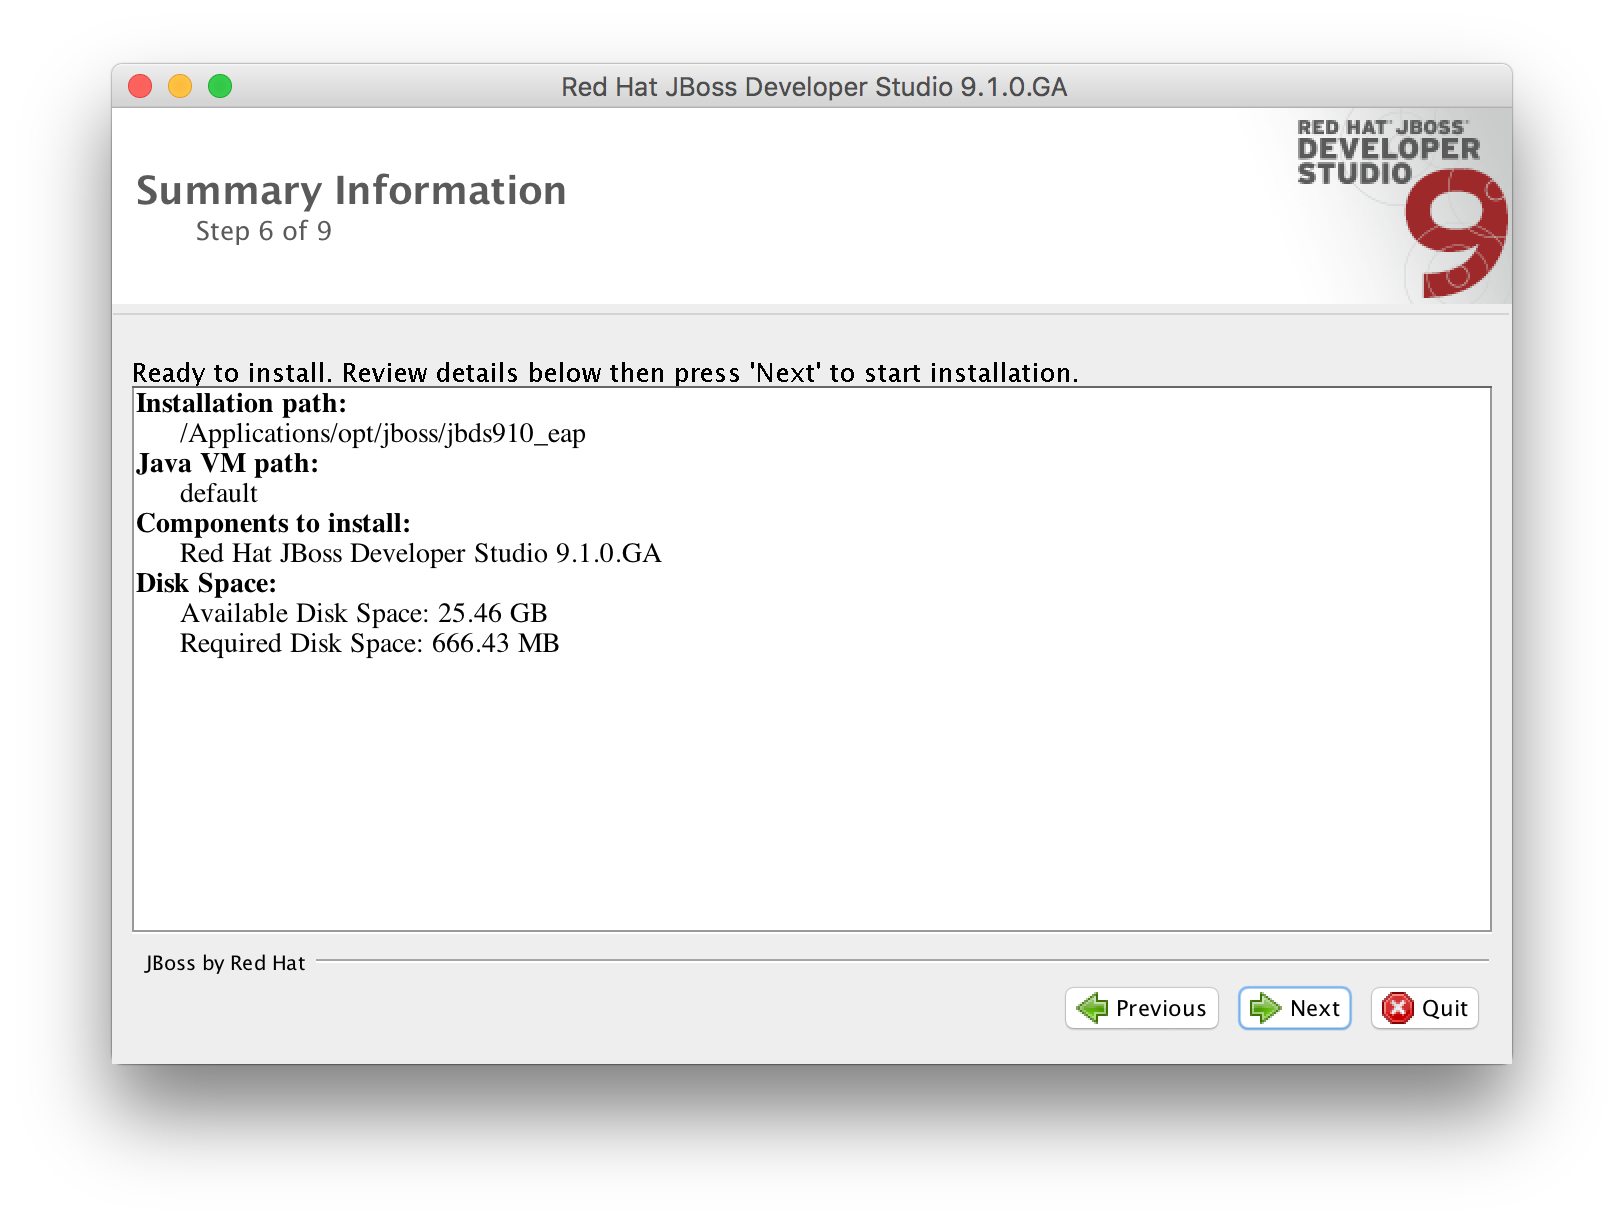 Red Hat JBoss Developer Studio 9.1.0.GA
RED HAT JBOSS
DEVELOPER
STUDIO
9
Summary Information
Step 6 of 9
Ready to install. Review details below then press 'Next' to start installation.
Installation path:
/Applications/opt/jboss/jbds910_eap
Java VM path:
default
Components to install:
Red Hat JBoss Developer Studio 9.1.0.GA
Disk Space:
Available Disk Space: 25.46 GB
Required Disk Space: 666.43 MB
JBoss by Red Hat
Previous Next Quit